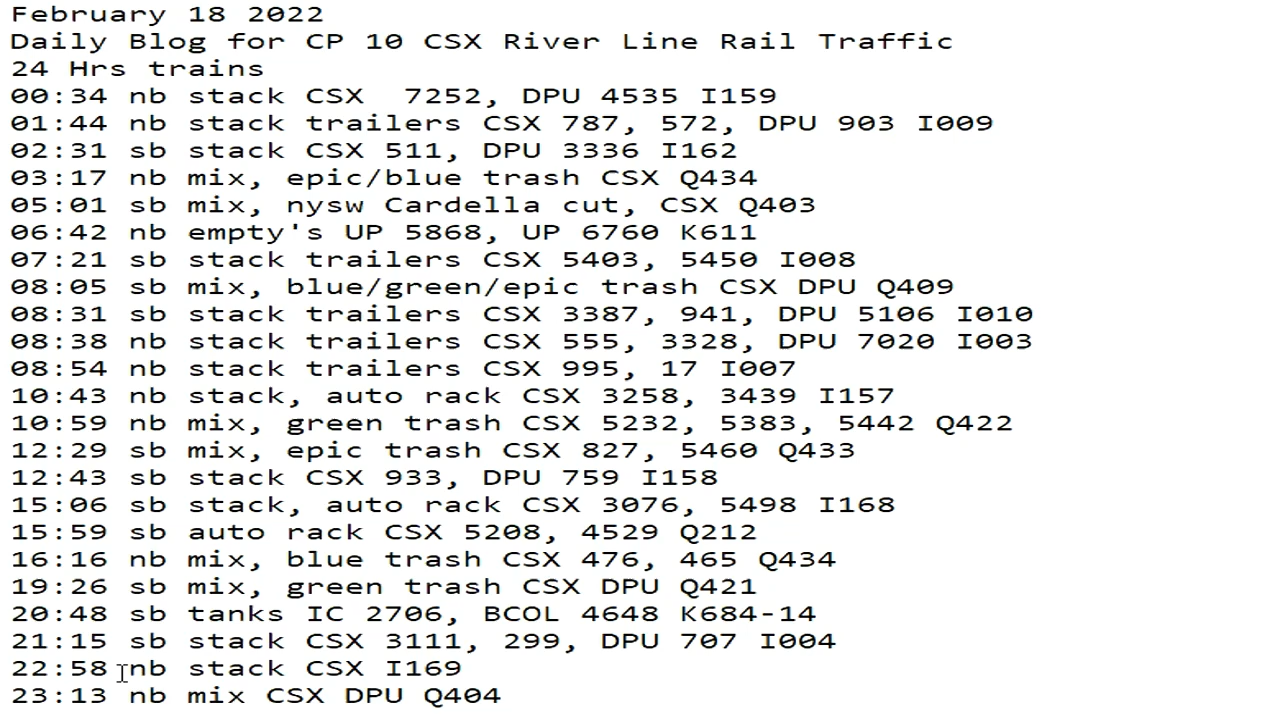 February 18 2022
Daily Blog for CP 10 CSX River Line Rail Traffic
24 Hrs trains
00:34 nb stack CSX  7252, DPU 4535 I159
01:44 nb stack trailers CSX 787, 572, DPU 903 I009
02:31 sb stack CSX 511, DPU 3336 I162
03:17 nb mix, epic/blue trash CSX Q434
05:01 sb mix, nysw Cardella cut, CSX Q403
06:42 nb empty's UP 5868, UP 6760 K611
07:21 sb stack trailers CSX 5403, 5450 I008
08:05 sb mix, blue/green/epic trash CSX DPU Q409
08:31 sb stack trailers CSX 3387, 941, DPU 5106 I010
08:38 nb stack trailers CSX 555, 3328, DPU 7020 I003
08:54 nb stack trailers CSX 995, 17 I007
10:43 nb stack, auto rack CSX 3258, 3439 I157
10:59 nb mix, green trash CSX 5232, 5383, 5442 Q422
12:29 sb mix, epic trash CSX 827, 5460 Q433
12:43 sb stack CSX 933, DPU 759 I158
15:06 sb stack, auto rack CSX 3076, 5498 I168
15:59 sb auto rack CSX 5208, 4529 Q212
16:16 nb mix, blue trash CSX 476, 465 Q434
19:26 sb mix, green trash CSX DPU Q421
20:48 sb tanks IC 2706, BCOL 4648 K684-14
21:15 sb stack CSX 3111, 299, DPU 707 I004
22:58 nb stack CSX I169
23:13 nb mix CSX DPU Q404